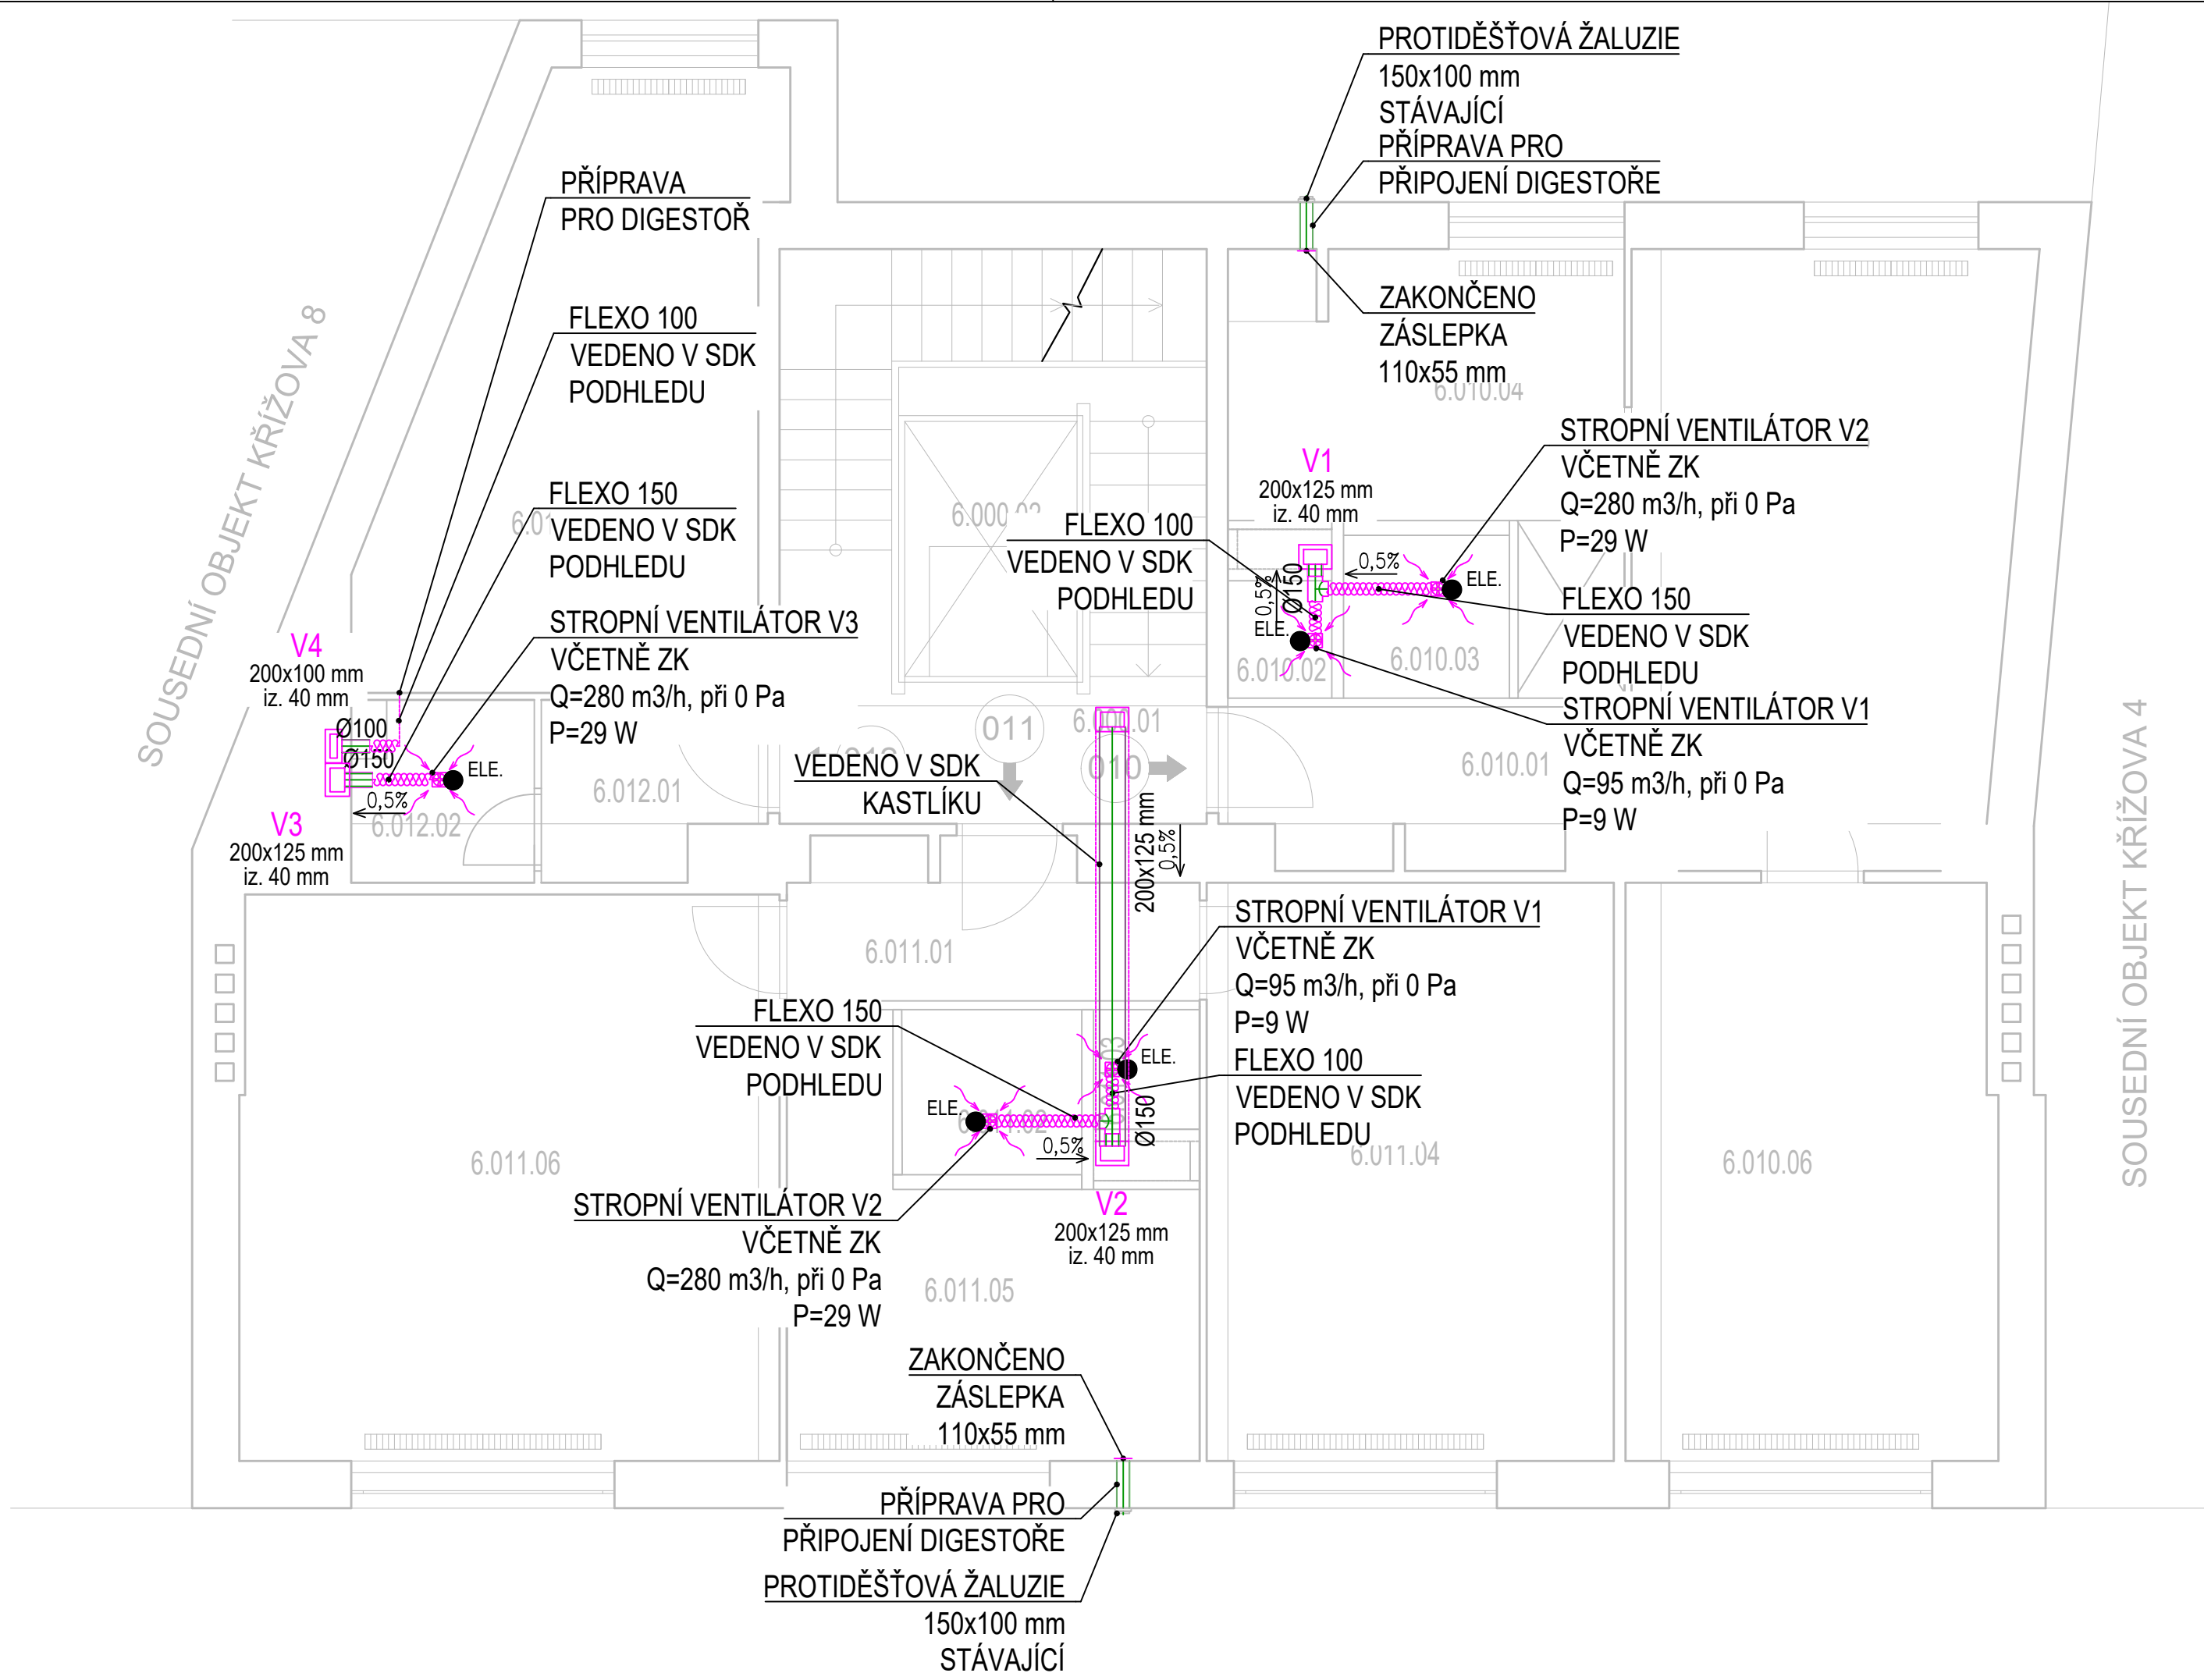 PROTIDĚŠŤOVÁ ŽALUZIE
150x100 mm
STÁVAJÍCÍ
PŘÍPRAVA PRO
PŘIPOJENÍ DIGESTOŘE
PŘÍPRAVA
PRO DIGESTOŘ
ZAKONČENO
ZÁSLEPKA
110x55 mm
6.010.04
FLEXO 100
VEDENO V SDK
PODHLEDU
SOUSEDNÍ OBJEKT KŘÍŽOVA 8
STROPNÍ VENTILÁTOR V2
VČETNĚ ZK
Q=280 m3/h, při 0 Pa
P=29 W
V1
200x125 mm
iz. 40 mm
FLEXO 150
VEDENO V SDK
PODHLEDU
FLEXO 100
VEDENO V SDK
PODHLEDU
0,5%
Ø150
0,5%
ELE.
ELE.
6.010.02
6.010.03
FLEXO 150
VEDENO V SDK
PODHLEDU
STROPNÍ VENTILÁTOR V1
VČETNĚ ZK
Q=95 m3/h, při 0 Pa
P=9 W
STROPNÍ VENTILÁTOR V3
VČETNĚ ZK
Q=280 m3/h, při 0 Pa
P=29 W
V4
200x100 mm
iz. 40 mm
Ø100
Ø150
ELE.
0,5%
6.012.02
6.012.01
V3
200x125 mm
iz. 40 mm
011
010
6.010.01
VEDENO V SDK
KASTLÍKU
200x125 mm
0,5%
SOUSEDNÍ OBJEKT KŘÍŽOVA 4
6.011.01
STROPNÍ VENTILÁTOR V1
VČETNĚ ZK
Q=95 m3/h, při 0 Pa
P=9 W
FLEXO 100
VEDENO V SDK
PODHLEDU
FLEXO 150
VEDENO V SDK
PODHLEDU
ELE.
ELE.
6.011.02
Ø150
0,5%
6.011.06
6.011.04
6.010.06
V2
200x125 mm
iz. 40 mm
STROPNÍ VENTILÁTOR V2
VČETNĚ ZK
Q=280 m3/h, při 0 Pa
P=29 W
6.011.05
ZAKONČENO
ZÁSLEPKA
110x55 mm
PŘÍPRAVA PRO
PŘIPOJENÍ DIGESTOŘE
PROTIDĚŠŤOVÁ ŽALUZIE
150x100 mm
STÁVAJÍCÍ